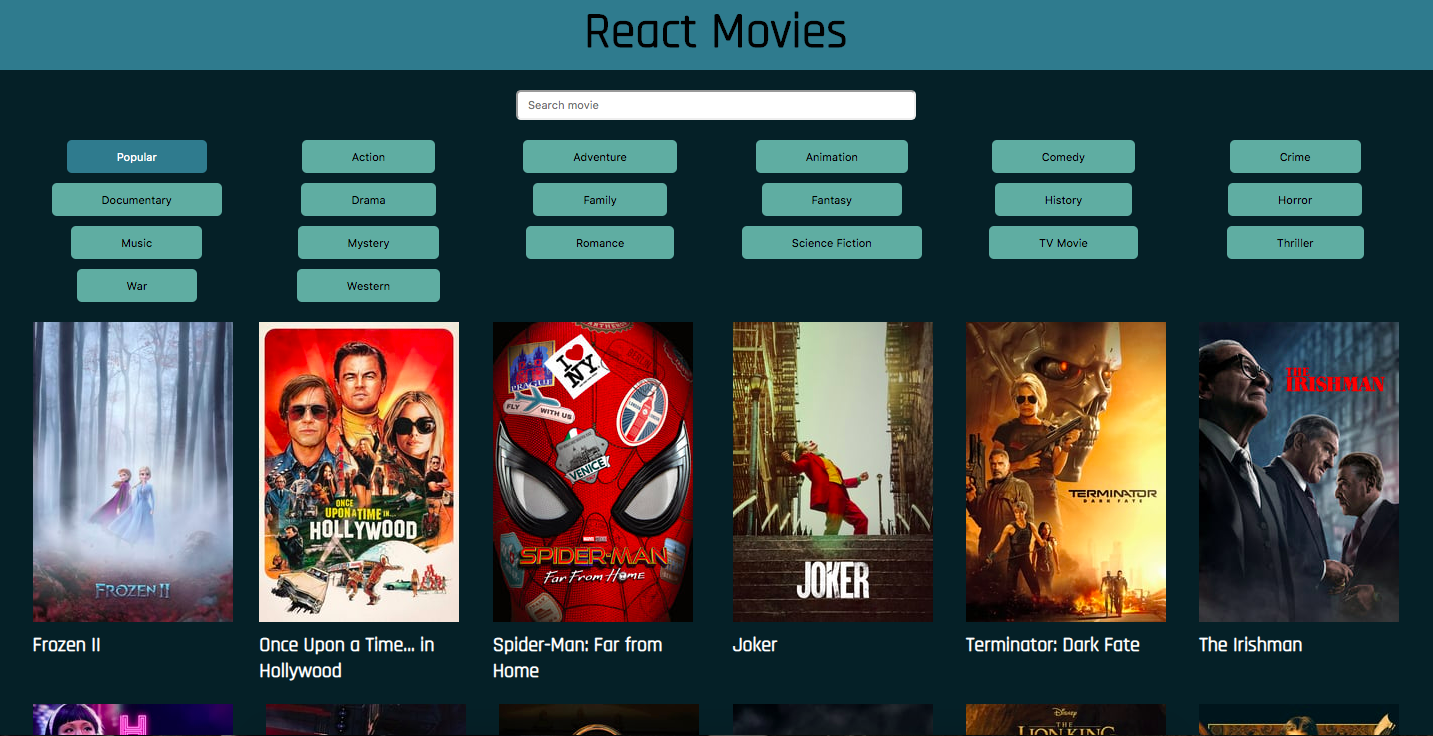 React Movies
Search movie
Popular
Action
Adventure
Animation
Comedy
Crime
Documentary
Drama
Family
Fantasy
History
Horror
Music
Mystery
Romance
Science Fiction
TV Movie
Thriller
War
Western
FROZEN II
ONCE
UPON A TIME... IN
HOLLYWOOD
I ♥
NY
FLY WITH US
VENICE
MARVEL STUDIOS
SPIDER-MAN
FAR FROM HOME
JOKER
TERMINATOR
DARK FATE
THE
IRISHMAN
Frozen II
Once Upon a Time... in
Hollywood
Spider-Man: Far from
Home
Joker
Terminator: Dark Fate
The Irishman
H
Disney
THE
LION KING